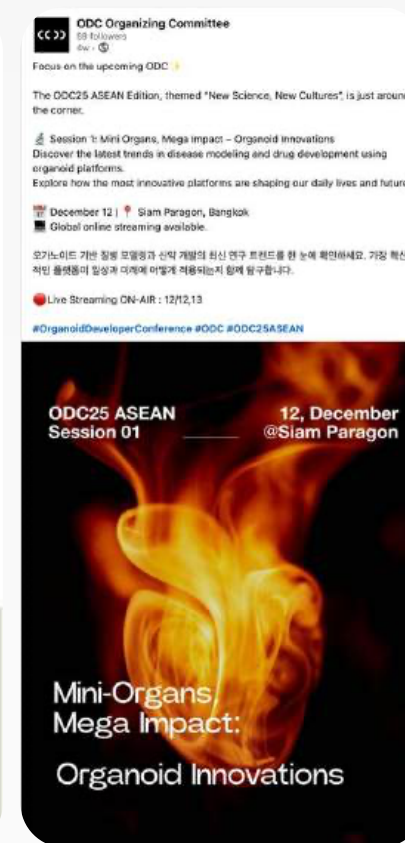 ODC Organizing Committee
59 followers
4w •
Focus on the upcoming ODC ✨
The ODC25 ASEAN Edition, themed "New Science, New Cultures", is just around
the corner.
🔬 Session 1: Mini Organs, Mega Impact – Organoid Innovations
Discover the latest trends in disease modeling and drug development using
organoid platforms.
Explore how the most innovative platforms are shaping our daily lives and future
📅 December 12 | 📍 Siam Paragon, Bangkok
💻 Global online streaming available.
오가노이드 기반 질병 모델링과 신약 개발의 최신 연구 트렌드를 한 눈에 확인하세요. 가장 혁신
적인 플랫폼이 일상과 미래에 어떻게 적용되는지 함께 탐구합니다.
🔴Live Streaming ON-AIR : 12/12,13
#OrganoidDeveloperConference #ODC #ODC25ASEAN
ODC25 ASEAN
Session 01
12, December
@Siam Paragon
Mini-Organs,
Mega Impact:
Organoid Innovations